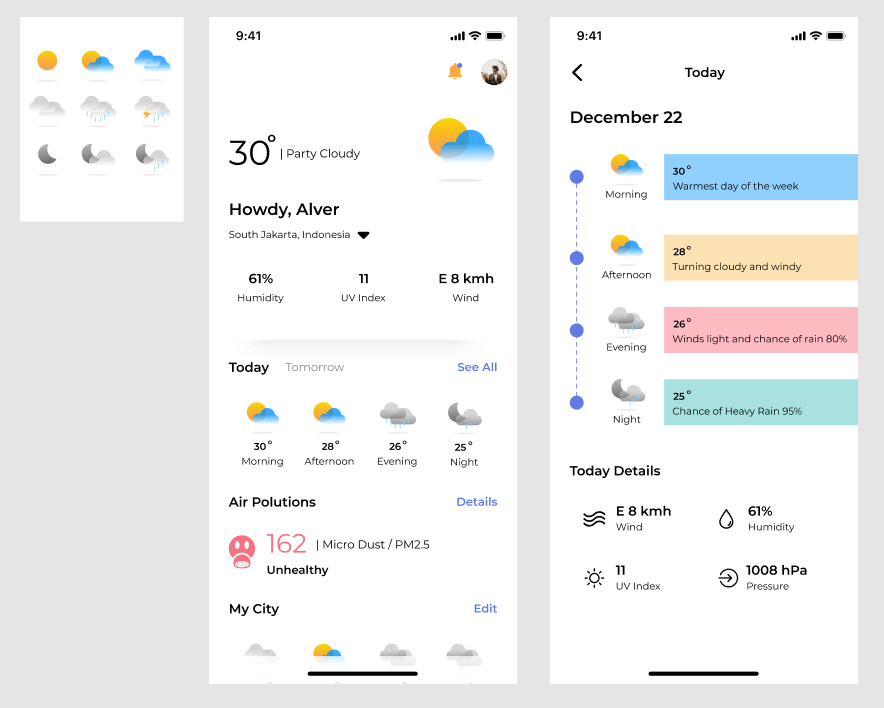 9:41
30°
| Party Cloudy
Howdy, Alver
South Jakarta, Indonesia
61% 11 E 8 kmh
Humidity UV Index Wind
Today Tomorrow See All
30° 28° 26° 25°
Morning Afternoon Evening Night
Air Polutions Details
162 | Micro Dust / PM2.5
Unhealthy
My City Edit
9:41
Today
December 22
Morning
30°
Warmest day of the week
Afternoon
28°
Turning cloudy and windy
Evening
26°
Winds light and chance of rain 80%
Night
25°
Chance of Heavy Rain 95%
Today Details
E 8 kmh 61%
Wind Humidity
11 1008 hPa
UV Index Pressure